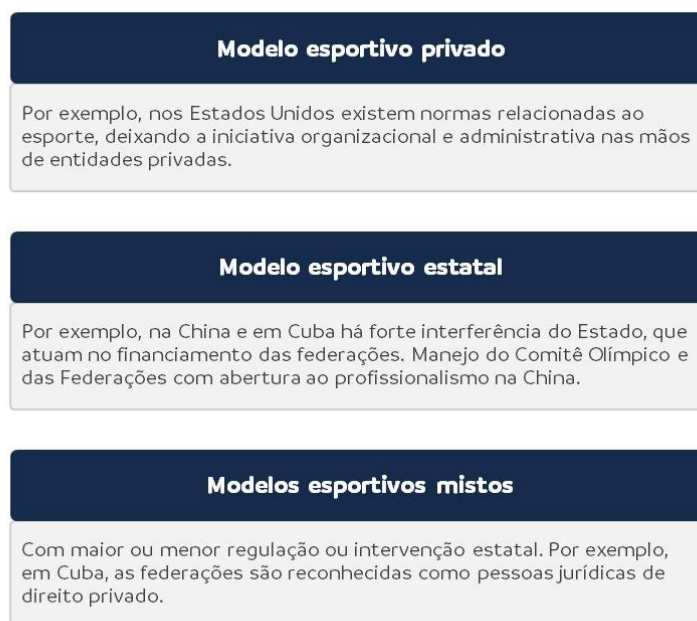 Modelo esportivo privado
Por exemplo, nos Estados Unidos existem normas relacionadas ao
esporte, deixando a iniciativa organizacional e administrativa nas mãos
de entidades privadas.
Modelo esportivo estatal
Por exemplo, na China e em Cuba há forte interferência do Estado, que
atuam no financiamento das federações. Manejo do Comitê Olímpico e
das Federações com abertura ao profissionalismo na China.
Modelos esportivos mistos
Com maior ou menor regulação ou intervenção estatal. Por exemplo,
em Cuba, as federações são reconhecidas como pessoas jurídicas de
direito privado.